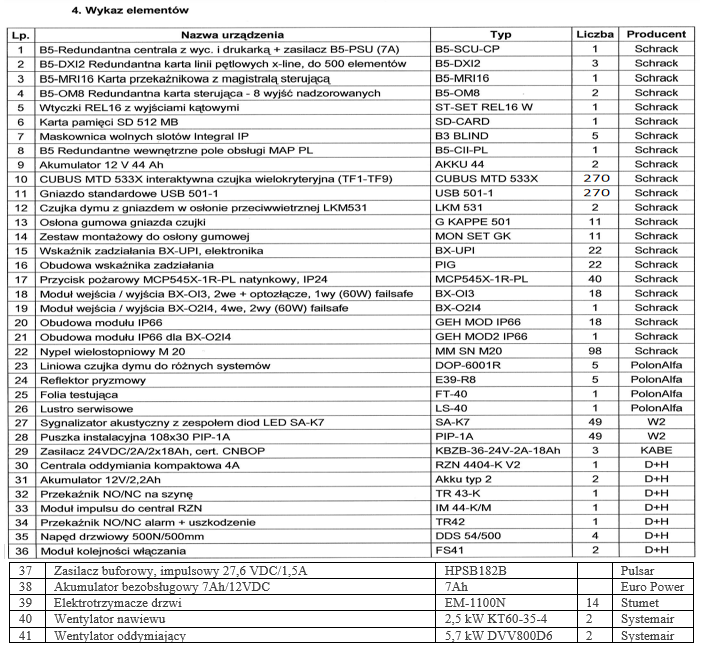 4. Wykaz elementów
Lp. Nazwa urządzenia Typ Liczba Producent
1 B5-Redundantna centrala z wyc. i drukarką + zasilacz B5-PSU (7A) B5-SCU-CP 1 Schrack
2 B5-DXI2 Redundantna karta linii pętlowych x-line, do 500 elementów B5-DXI2 3 Schrack
3 B5-MRI16 Karta przekaźnikowa z magistralą sterującą B5-MRI16 1 Schrack
4 B5-OM8 Redundantna karta sterująca - 8 wyjść nadzorowanych B5-OM8 2 Schrack
5 Wtyczki REL16 z wyjściami kątowymi ST-SET REL16 W 1 Schrack
6 Karta pamięci SD 512 MB SD-CARD 1 Schrack
7 Maskownica wolnych slotów Integral IP B3 BLIND 5 Schrack
8 B5 Redundantne wewnętrzne pole obsługi MAP PL B5-CII-PL 1 Schrack
9 Akumulator 12 V 44 Ah AKKU 44 2 Schrack
10 CUBUS MTD 533X interaktywna czujka wielokryteryjna (TF1-TF9) CUBUS MTD 533X 270 Schrack
11 Gniazdo standardowe USB 501-1 USB 501-1 270 Schrack
12 Czujka dymu z gniazdem w osłonie przeciwwietrznej LKM531 LKM 531 2 Schrack
13 Osłona gumowa gniazda czujki G KAPPE 501 11 Schrack
14 Zestaw montażowy do osłony gumowej MON SET GK 11 Schrack
15 Wskaźnik zadziałania BX-UPI, elektronika BX-UPI 22 Schrack
16 Obudowa wskaźnika zadziałania PIG 22 Schrack
17 Przycisk pożarowy MCP545X-1R-PL natynkowy, IP24 MCP545X-1R-PL 40 Schrack
18 Moduł wejścia / wyjścia BX-OI3, 2we + optozłącze, 1wy (60W) failsafe BX-OI3 18 Schrack
19 Moduł wejścia / wyjścia BX-O2I4, 4we, 2wy (60W) failsafe BX-O2I4 1 Schrack
20 Obudowa modułu IP66 GEH MOD IP66 18 Schrack
21 Obudowa modułu IP66 dla BX-O2I4 GEH MOD2 IP66 1 Schrack
22 Nypel wielostopniowy M 20 MM SN M20 98 Schrack
23 Liniowa czujka dymu do różnych systemów DOP-6001R 5 PolonAlfa
24 Reflektor pryzmowy E39-R8 5 PolonAlfa
25 Folia testująca FT-40 1 PolonAlfa
26 Lustro serwisowe LS-40 1 PolonAlfa
27 Sygnalizator akustyczny z zespołem diod LED SA-K7 SA-K7 49 W2
28 Puszka instalacyjna 108x30 PIP-1A PIP-1A 49 W2
29 Zasilacz 24VDC/2A/2x18Ah, cert. CNBOP KBZB-36-24V-2A-18Ah 3 KABE
30 Centrala oddymiania kompaktowa 4A RZN 4404-K V2 1 D+H
31 Akumulator 12V/2,2Ah Akku typ 2 2 D+H
32 Przekaźnik NO/NC na szynę TR 43-K 1 D+H
33 Moduł impulsu do central RZN IM 44-K/M 1 D+H
34 Przekaźnik NO/NC alarm + uszkodzenie TR42 1 D+H
35 Napęd drzwiowy 500N/500mm DDS 54/500 4 D+H
36 Moduł kolejności włączania FS41 2 D+H
37 Zasilacz buforowy, impulsowy 27,6 VDC/1,5A HPSB182B Pulsar
38 Akumulator bezobsługowy 7Ah/12VDC 7Ah Euro Power
39 Elektrotrzymacze drzwi EM-1100N 14 Stumet
40 Wentylator nawiewu 2,5 kW KT60-35-4 2 Systemair
41 Wentylator oddymiający 5,7 kW DVV800D6 2 Systemair